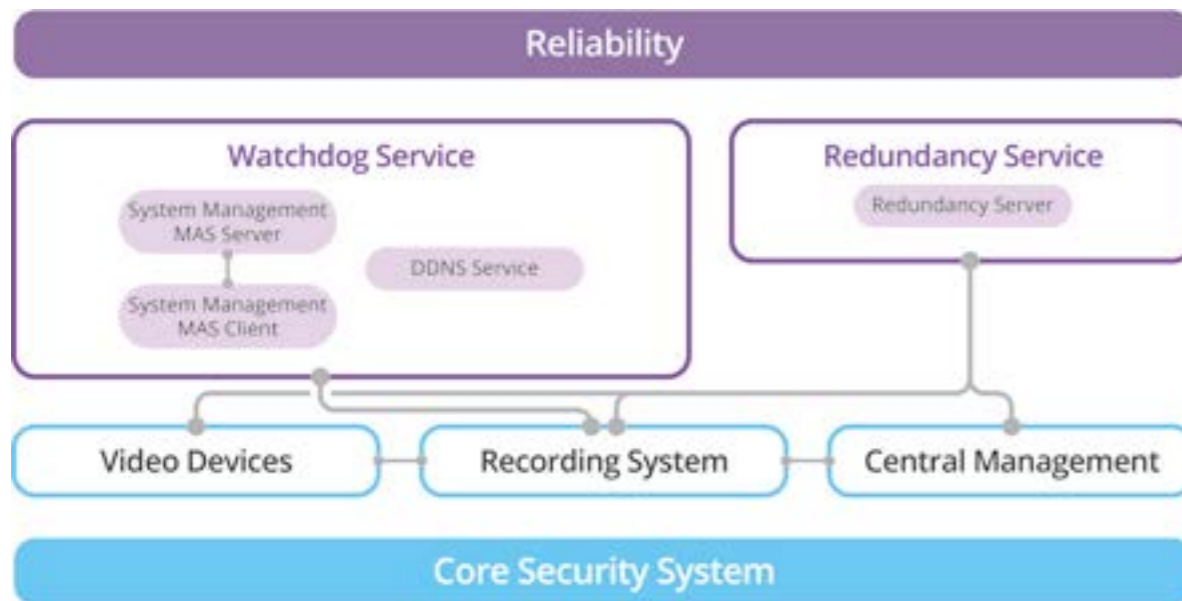 Reliability
Watchdog Service
System Management
MAS Server
DDNS Service
System Management
MAS Client
Redundancy Service
Redundancy Server
Video Devices
Recording System
Central Management
Core Security System